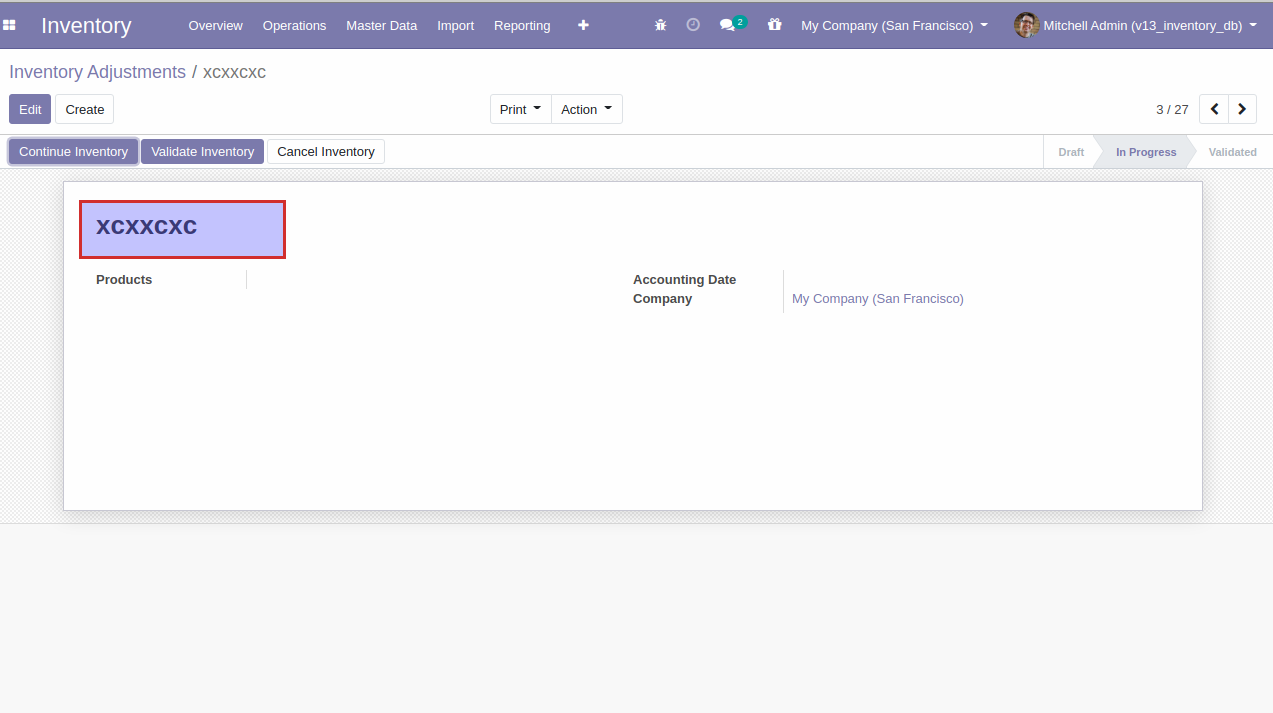 Inventory Overview Operations Master Data Import Reporting 2 My Company (San Francisco) Mitchell Admin (v13_inventory_db)
Inventory Adjustments / xcxxcxc
Edit Create Print Action 3 / 27
Continue Inventory Validate Inventory Cancel Inventory Draft In Progress Validated
xcxxcxc
Products Accounting Date
Company My Company (San Francisco)